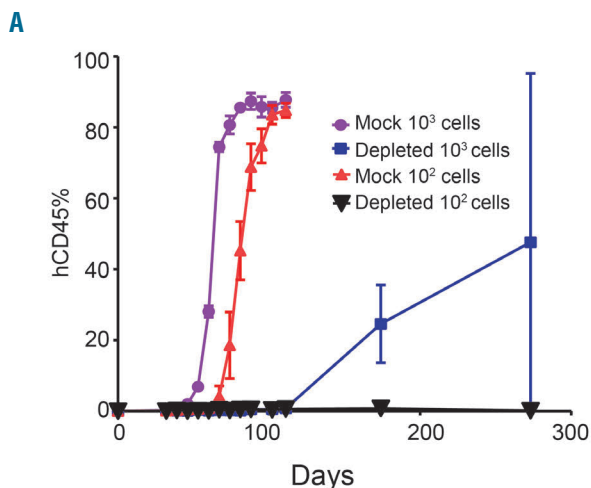 A
100
80
60
40
20
0
hCD45%
Mock 10³ cells
Depleted 10³ cells
Mock 10² cells
Depleted 10² cells
0 100 200 300
Days